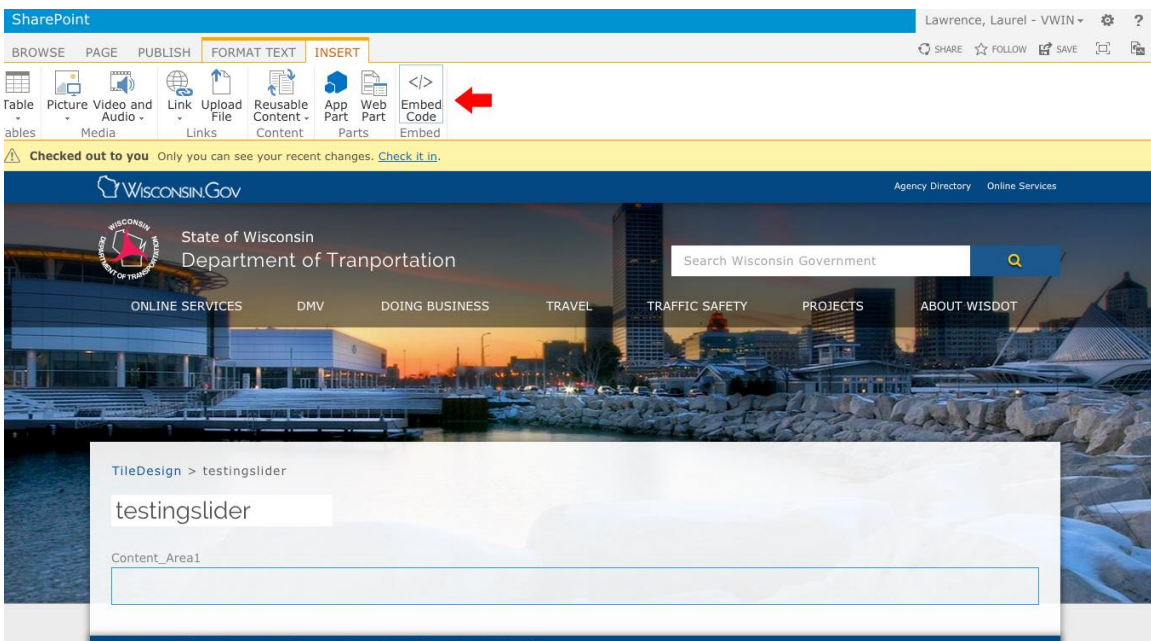 SharePoint
Lawrence, Laurel - VWIN
?
BROWSE PAGE PUBLISH FORMAT TEXT INSERT
SHARE FOLLOW SAVE
Table Picture Video and Audio Link Upload File Reusable Content App Part Web Part </> Embed Code
ables Media Links Content Parts Embed
Checked out to you Only you can see your recent changes. Check it in.
WISCONSIN.GOV
Agency Directory Online Services
WISCONSIN DEPARTMENT OF TRANSPORTATION
State of Wisconsin
Department of Tranportation
Search Wisconsin Government
ONLINE SERVICES DMV DOING BUSINESS TRAVEL TRAFFIC SAFETY PROJECTS ABOUT WISDOT
TileDesign > testingslider
testingslider
Content_Area1